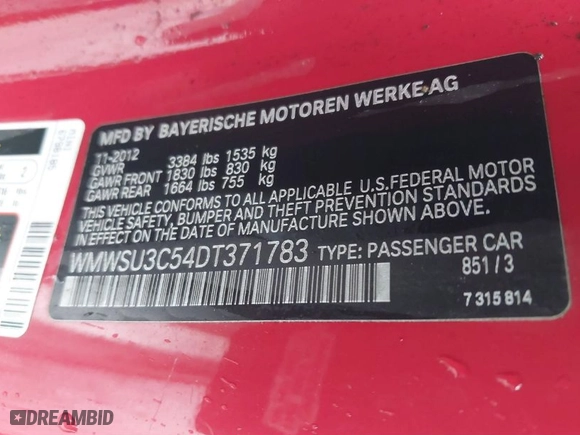 MFD BY BAYERISCHE MOTOREN WERKE AG
11-2012
GVWR 3384 lbs 1535 kg
GAWR FRONT 1830 lbs 830 kg
GAWR REAR 1664 lbs 755 kg
THIS VEHICLE CONFORMS TO ALL APPLICABLE U.S.FEDERAL MOTOR
VEHICLE SAFETY, BUMPER AND THEFT PREVENTION STANDARDS
IN EFFECT ON THE DATE OF MANUFACTURE SHOWN ABOVE.
WMWSU3C54DT371783 TYPE: PASSENGER CAR
851/3
7 315 814
DREAMBID